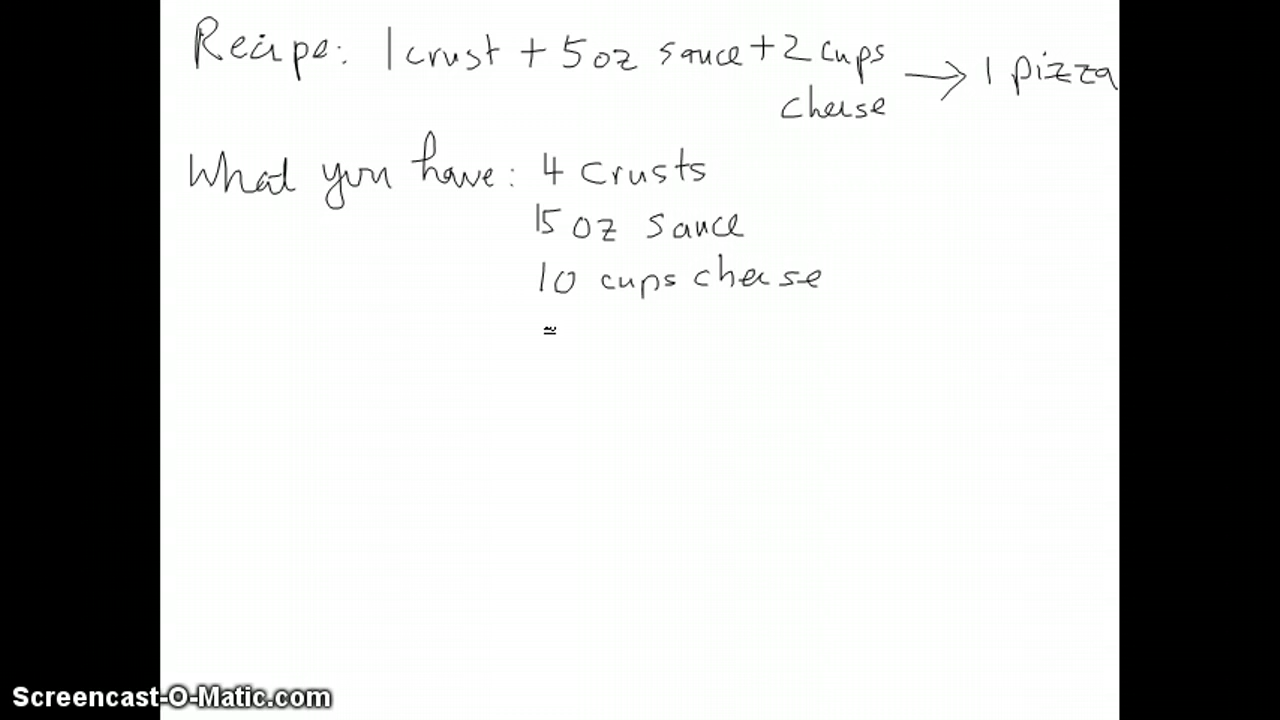 Recipe: 1 crust + 5 oz sauce + 2 cups cheese → 1 pizza
What you have: 4 crusts
15 oz sauce
10 cups cheese
Screencast-O-Matic.com